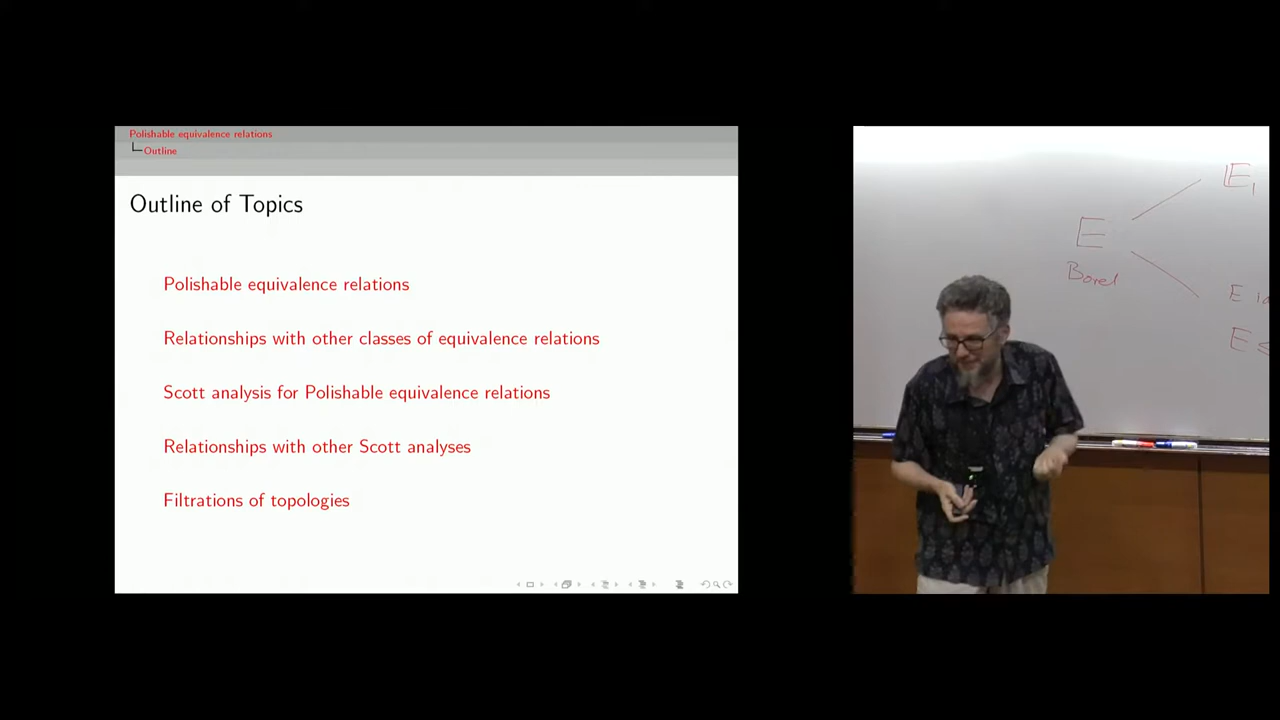 Polishable equivalence relations
Outline
Outline of Topics
Polishable equivalence relations
Relationships with other classes of equivalence relations
Scott analysis for Polishable equivalence relations
Relationships with other Scott analyses
Filtrations of topologies
E₁
E
Borel
E
E ≤